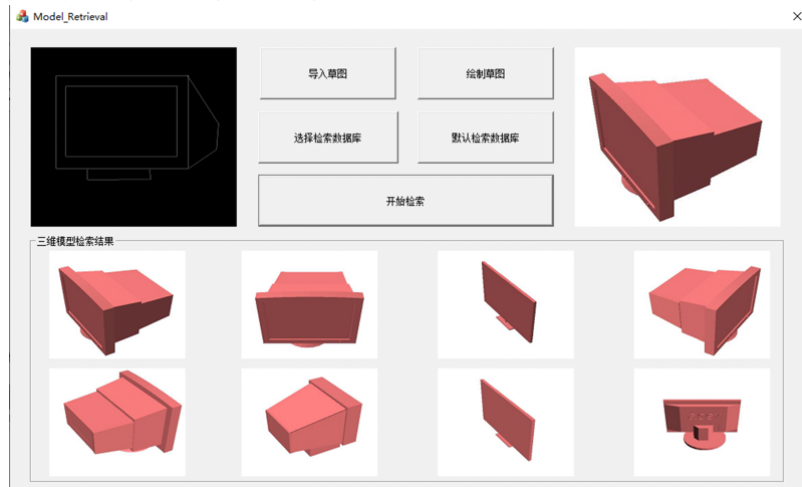 Model_Retrieval
导入草图
绘制草图
选择检索数据库
默认检索数据库
开始检索
三维模型检索结果